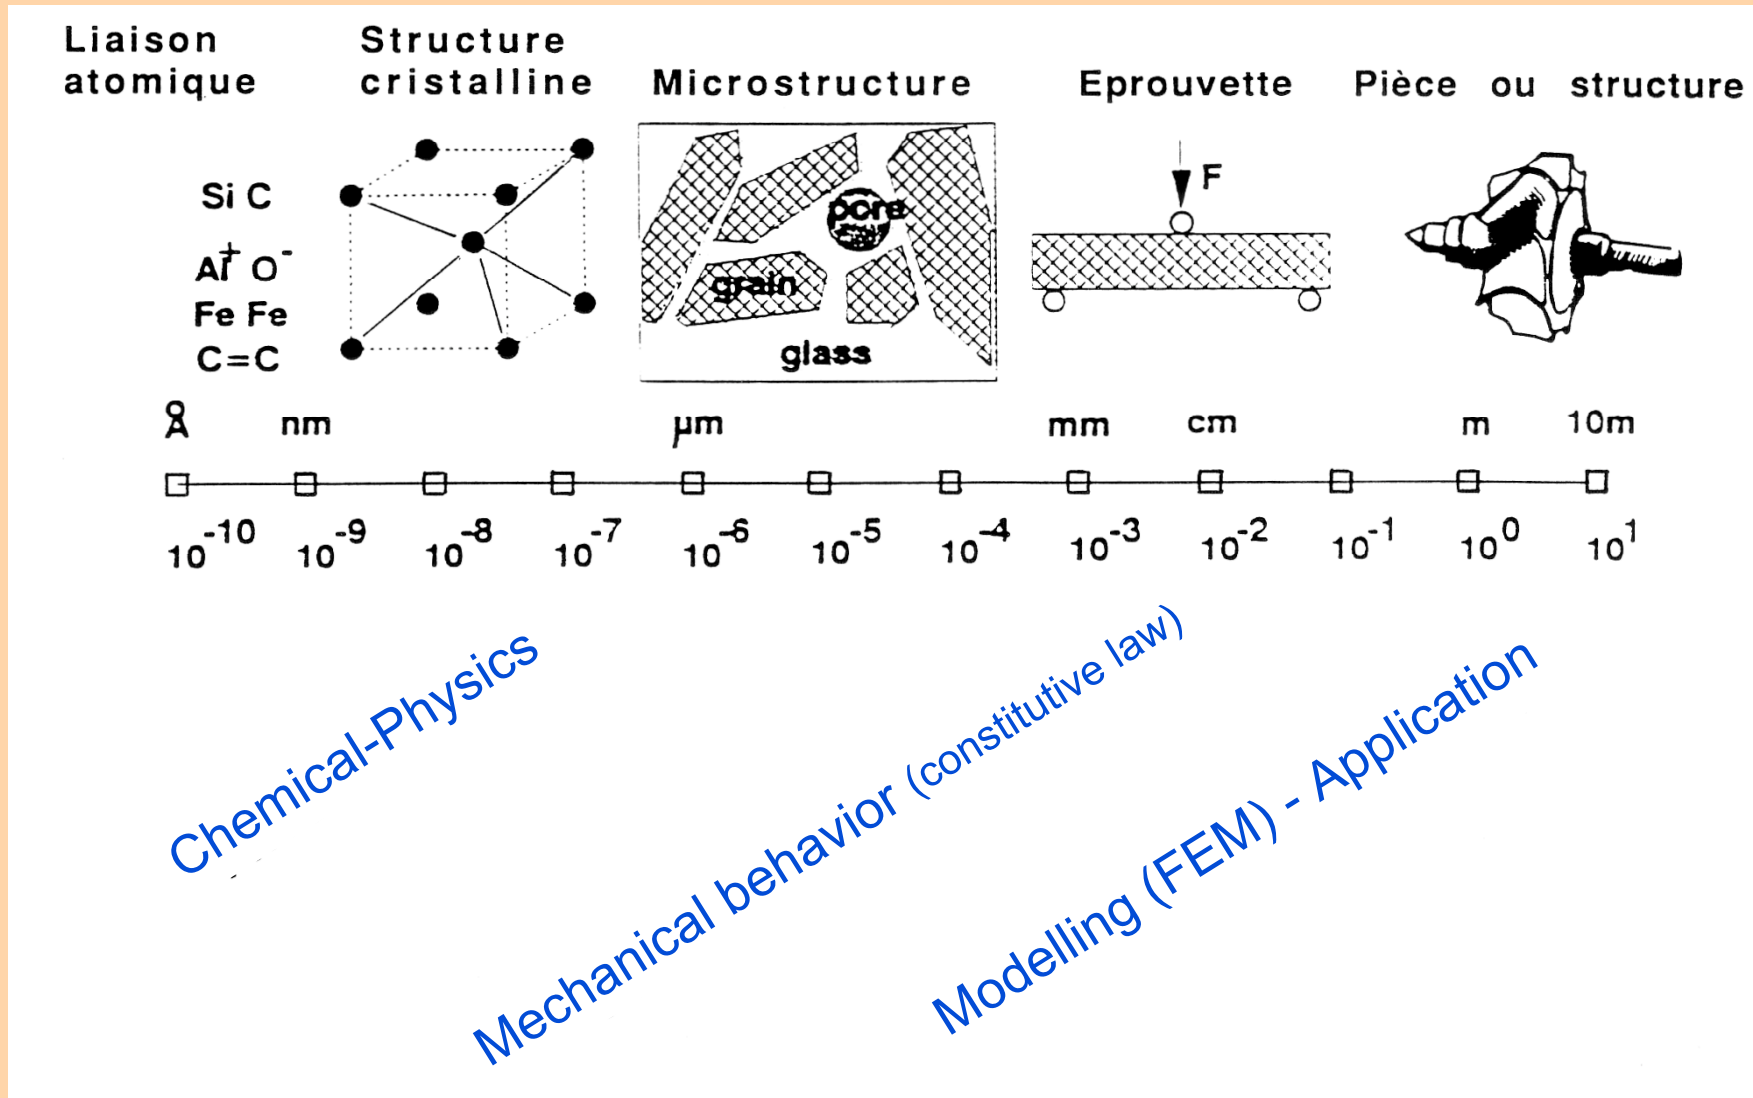 Liaison
atomique
Structure
cristalline
Microstructure
Eprouvette
Pièce ou structure
Si C
Al⁺ O⁻
Fe Fe
C=C
pore
grain
glass
F
Å nm µm mm cm m 10m
10⁻¹⁰ 10⁻⁹ 10⁻⁸ 10⁻⁷ 10⁻⁶ 10⁻⁵ 10⁻⁴ 10⁻³ 10⁻² 10⁻¹ 10⁰ 10¹
Chemical-Physics
Mechanical behavior (constitutive law)
Modelling (FEM) - Application